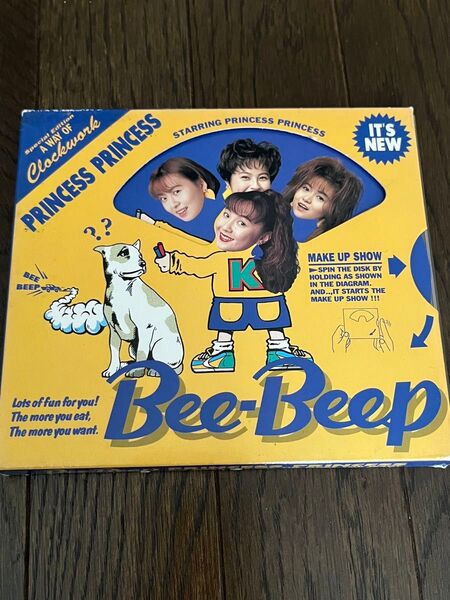 Special Edition
A WAY OF
Clockwork
PRINCESS PRINCESS
STARRING PRINCESS PRINCESS
IT'S
NEW
??
BEE
BEEP
K
MAKE UP SHOW
SPIN THE DISK BY
HOLDING AS SHOWN
IN THE DIAGRAM.
AND..,IT STARTS THE
MAKE UP SHOW !!!
Lots of fun for you!
The more you eat,
The more you want.
Bee-Beep